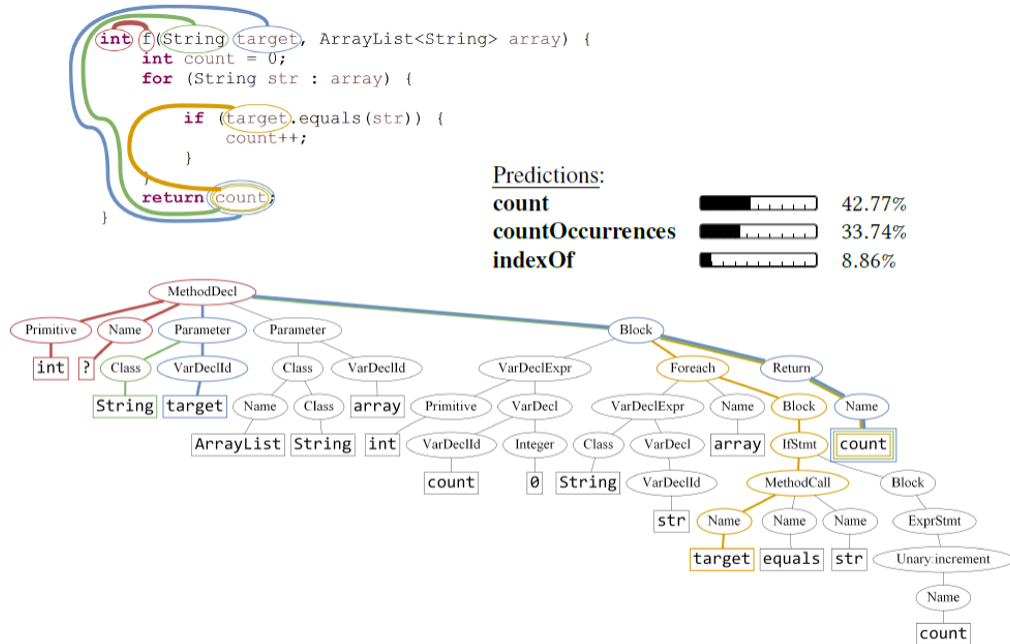 int f(String target, ArrayList<String> array) {
int count = 0;
for (String str : array) {
if (target.equals(str)) {
count++;
}
}
return count;
}
Predictions:
count 42.77%
countOccurrences 33.74%
indexOf 8.86%
MethodDecl
Primitive Name Parameter Parameter Block
int ? Class VarDeclId Class VarDeclId VarDeclExpr Foreach Return
String target Name Class array Primitive VarDecl VarDeclExpr Name Block Name
ArrayList String int VarDeclId Integer Class VarDecl array IfStmt count
count 0 String VarDeclId MethodCall Block
str Name Name Name ExprStmt
target equals str Unary:increment
Name
count